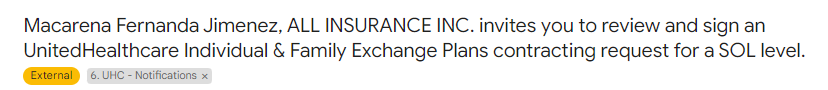 Macarena Fernanda Jimenez, ALL INSURANCE INC. invites you to review and sign an
UnitedHealthcare Individual & Family Exchange Plans contracting request for a SOL level.
External 6. UHC - Notifications ×